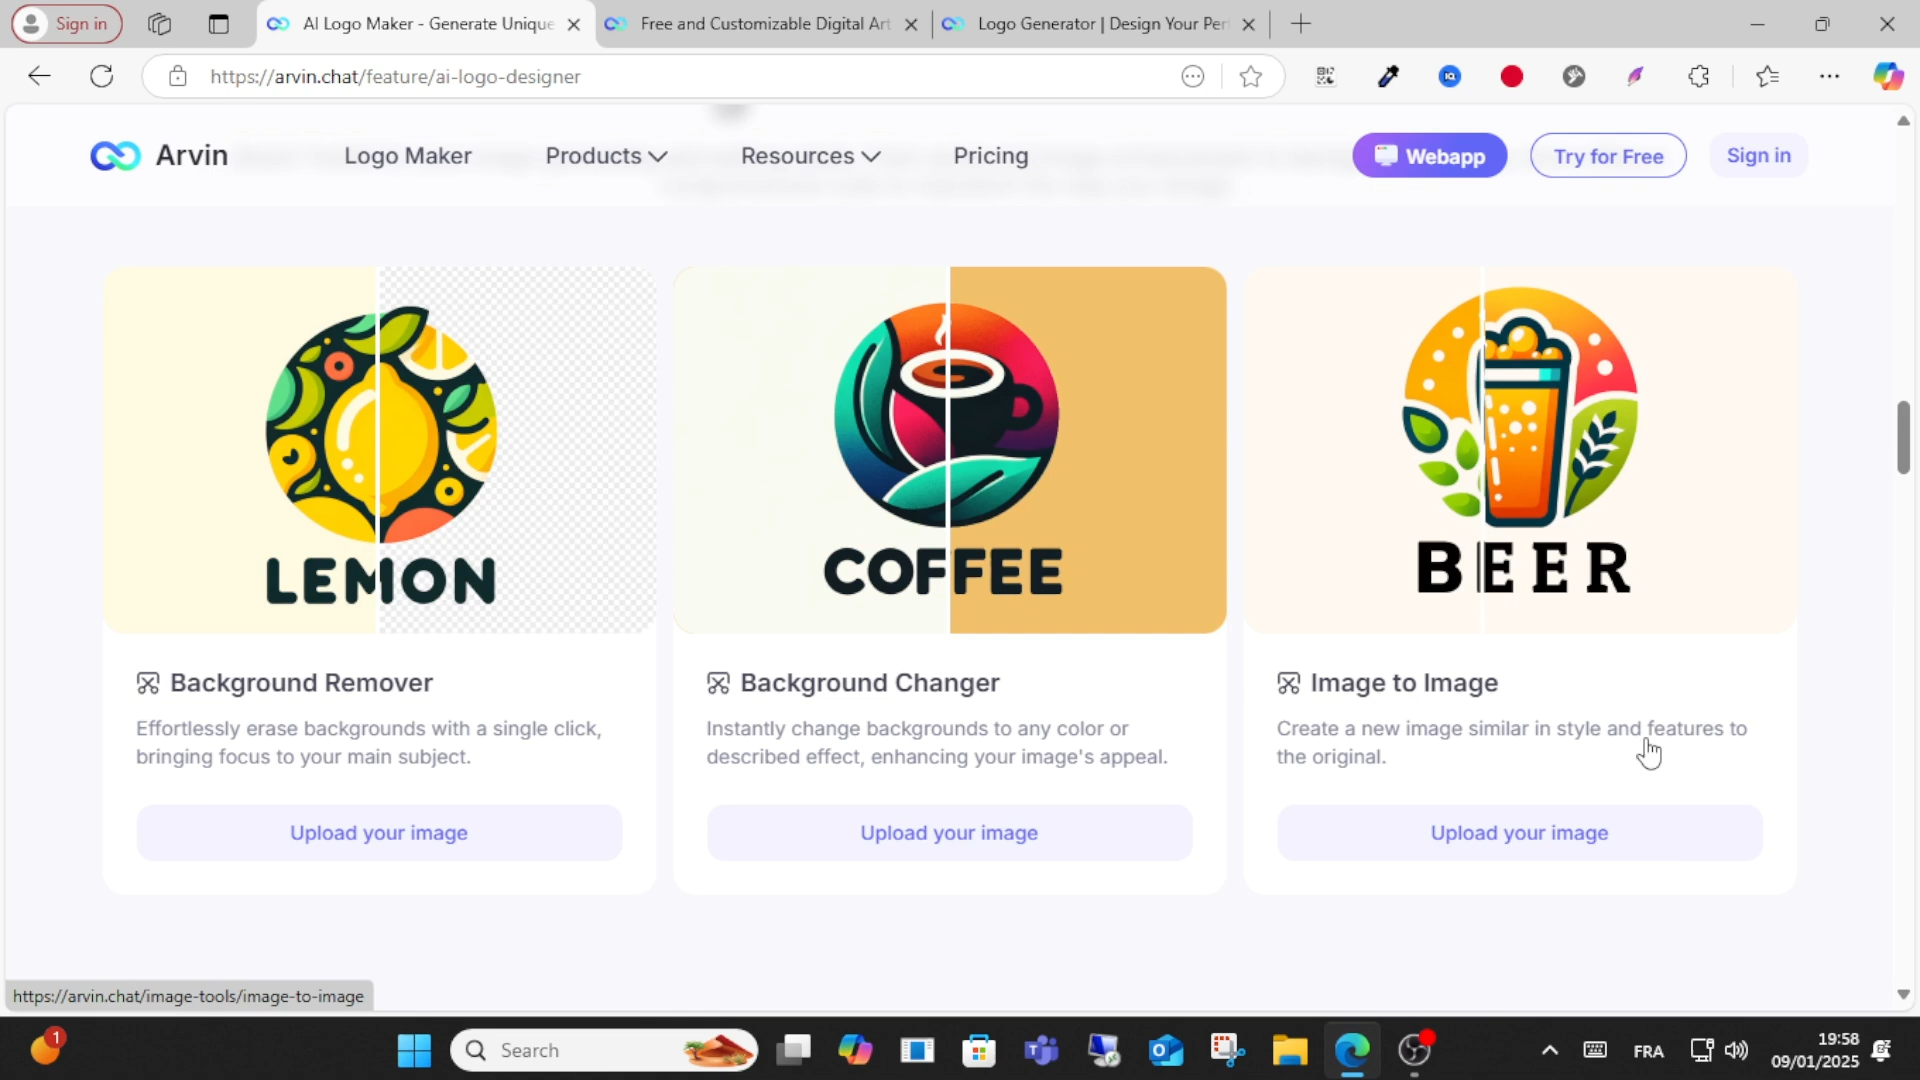 Sign in
AI Logo Maker - Generate Unique
Free and Customizable Digital Art
Logo Generator | Design Your Per
https://arvin.chat/feature/ai-logo-designer
Arvin
Logo Maker
Products
Resources
Pricing
Webapp
Try for Free
Sign in
LEMON
COFFEE
BEER
Background Remover
Effortlessly erase backgrounds with a single click,
bringing focus to your main subject.
Upload your image
Background Changer
Instantly change backgrounds to any color or
described effect, enhancing your image's appeal.
Upload your image
Image to Image
Create a new image similar in style and features to
the original.
Upload your image
https://arvin.chat/image-tools/image-to-image
1
Search
FRA
19:58
09/01/2025